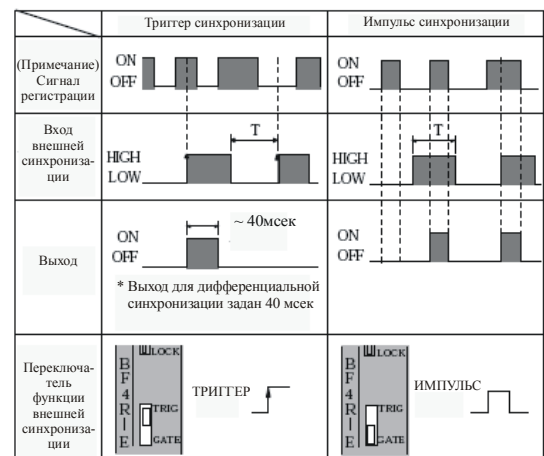 Триггер синхронизации
Импульс синхронизации
(Примечание)
Сигнал
регистрации
ON
OFF
ON
OFF
Вход
внешней
синхрониза-
ции
HIGH
LOW
T
HIGH
LOW
T
Выход
ON
OFF
~ 40мсек
* Выход для дифференциальной
синхронизации задан 40 мсек
ON
OFF
Переключа-
тель
функции
внешней
синхрониза-
ции
BF4R-E
LOCK
TRIG
GATE
ТРИГГЕР
BF4R-E
LOCK
TRIG
GATE
ИМПУЛЬС